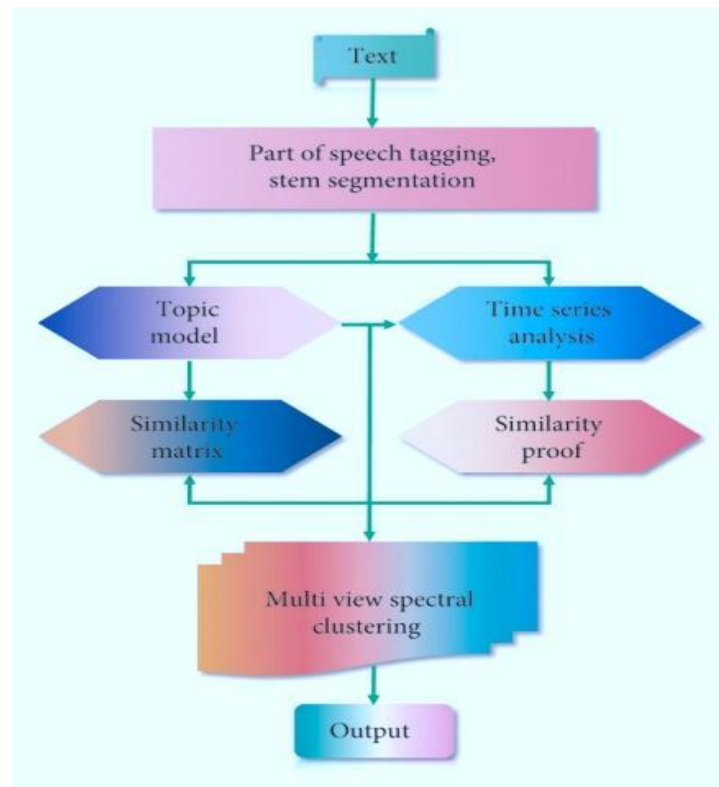 Text
Part of speech tagging,
stem segmentation
Topic
model
Time series
analysis
Similarity
matrix
Similarity
proof
Multi view spectral
clustering
Output